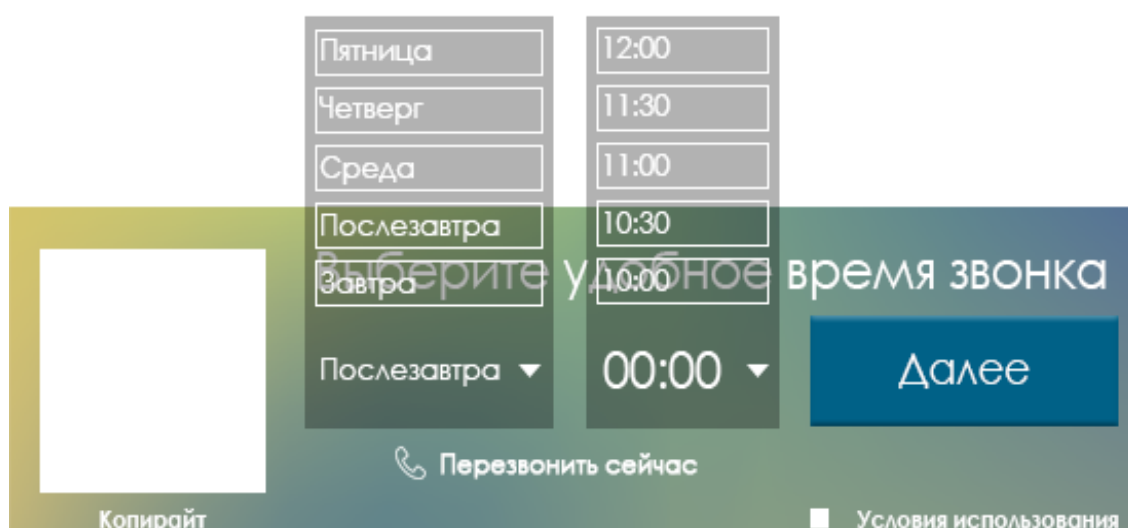 Пятница
12:00
Четверг
11:30
Среда
11:00
Послезавтра
10:30
Выберите удобное время звонка
Завтра
10:00
Послезавтра
00:00
Далее
Перезвонить сейчас
Копирайт
Условия использования